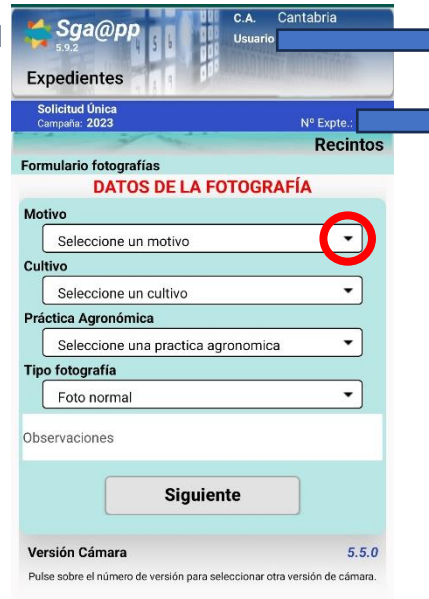 Sga@pp
5.9.2
C.A. Cantabria
Usuario
Expedientes
Solicitud Única
Campaña: 2023
Nº Expte.:
Recintos
Formulario fotografías
DATOS DE LA FOTOGRAFÍA
Motivo
Seleccione un motivo
Cultivo
Seleccione un cultivo
Práctica Agronómica
Seleccione una practica agronomica
Tipo fotografía
Foto normal
Observaciones
Siguiente
Versión Cámara
5.5.0
Pulse sobre el número de versión para seleccionar otra versión de cámara.